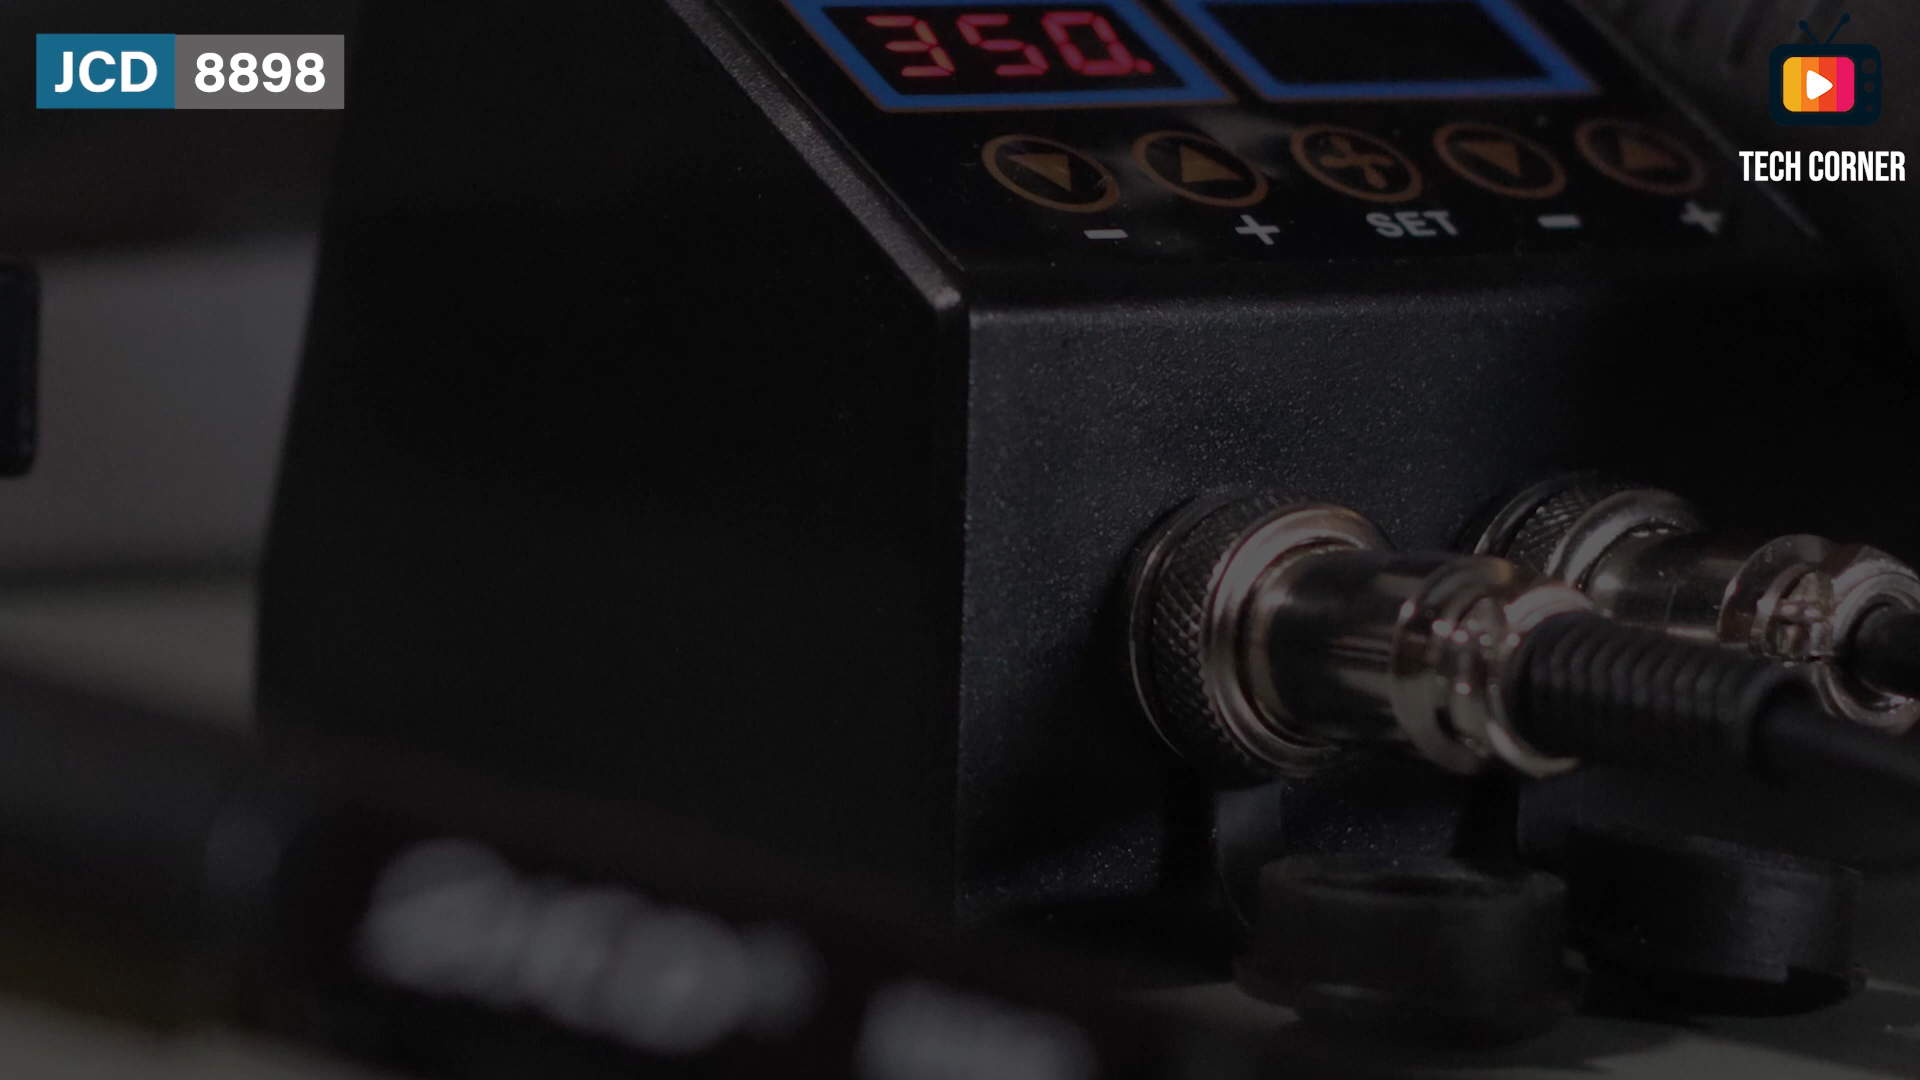 JCD 8898
350.
TECH CORNER
- + SET - +